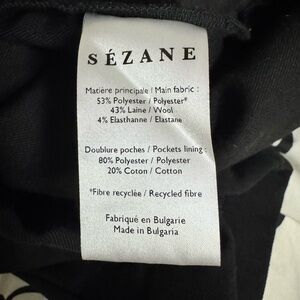 SÉZANE
Matière principale / Main fabric :
53% Polyester / Polyester*
43% Laine / Wool
4% Elasthanne / Elastane
Doublure poches / Pockets lining :
80% Polyester / Polyester
20% Coton / Cotton
*Fibre recyclée / Recycled fibre
Fabriqué en Bulgarie
Made in Bulgaria